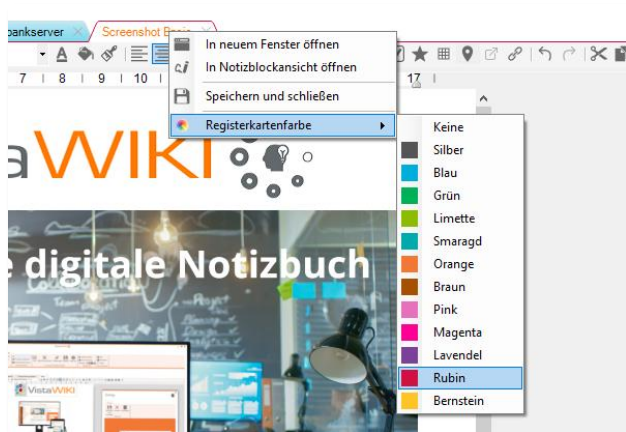 bankserver
Screenshot Basic
In neuem Fenster öffnen
In Notizblockansicht öffnen
Speichern und schließen
Registerkartenfarbe
7 8 9 10 17
Keine
Silber
Blau
Grün
Limette
Smaragd
Orange
Braun
Pink
Magenta
Lavendel
Rubin
Bernstein
aWIKI
e digitale Notizbuch
VistaWIKI